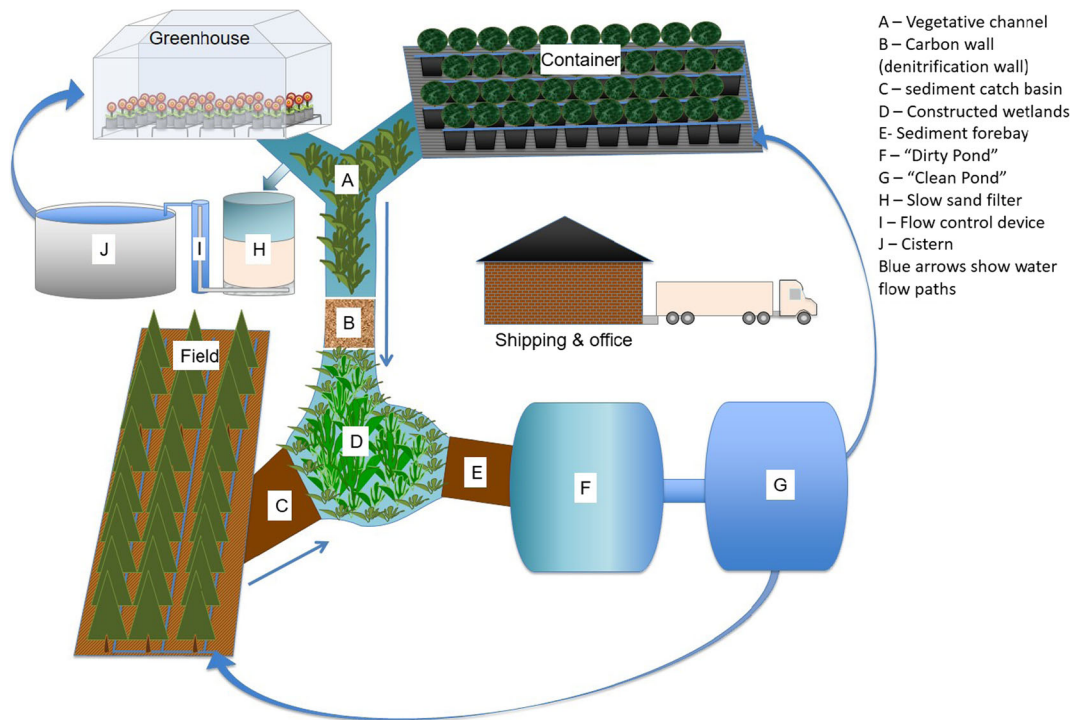 Greenhouse
Container
A – Vegetative channel
B – Carbon wall
(denitrification wall)
C – sediment catch basin
D – Constructed wetlands
E- Sediment forebay
F – “Dirty Pond”
G – “Clean Pond”
H – Slow sand filter
I – Flow control device
J – Cistern
Blue arrows show water
flow paths
A
J
I
H
B
Shipping & office
Field
D
C
E
F
G